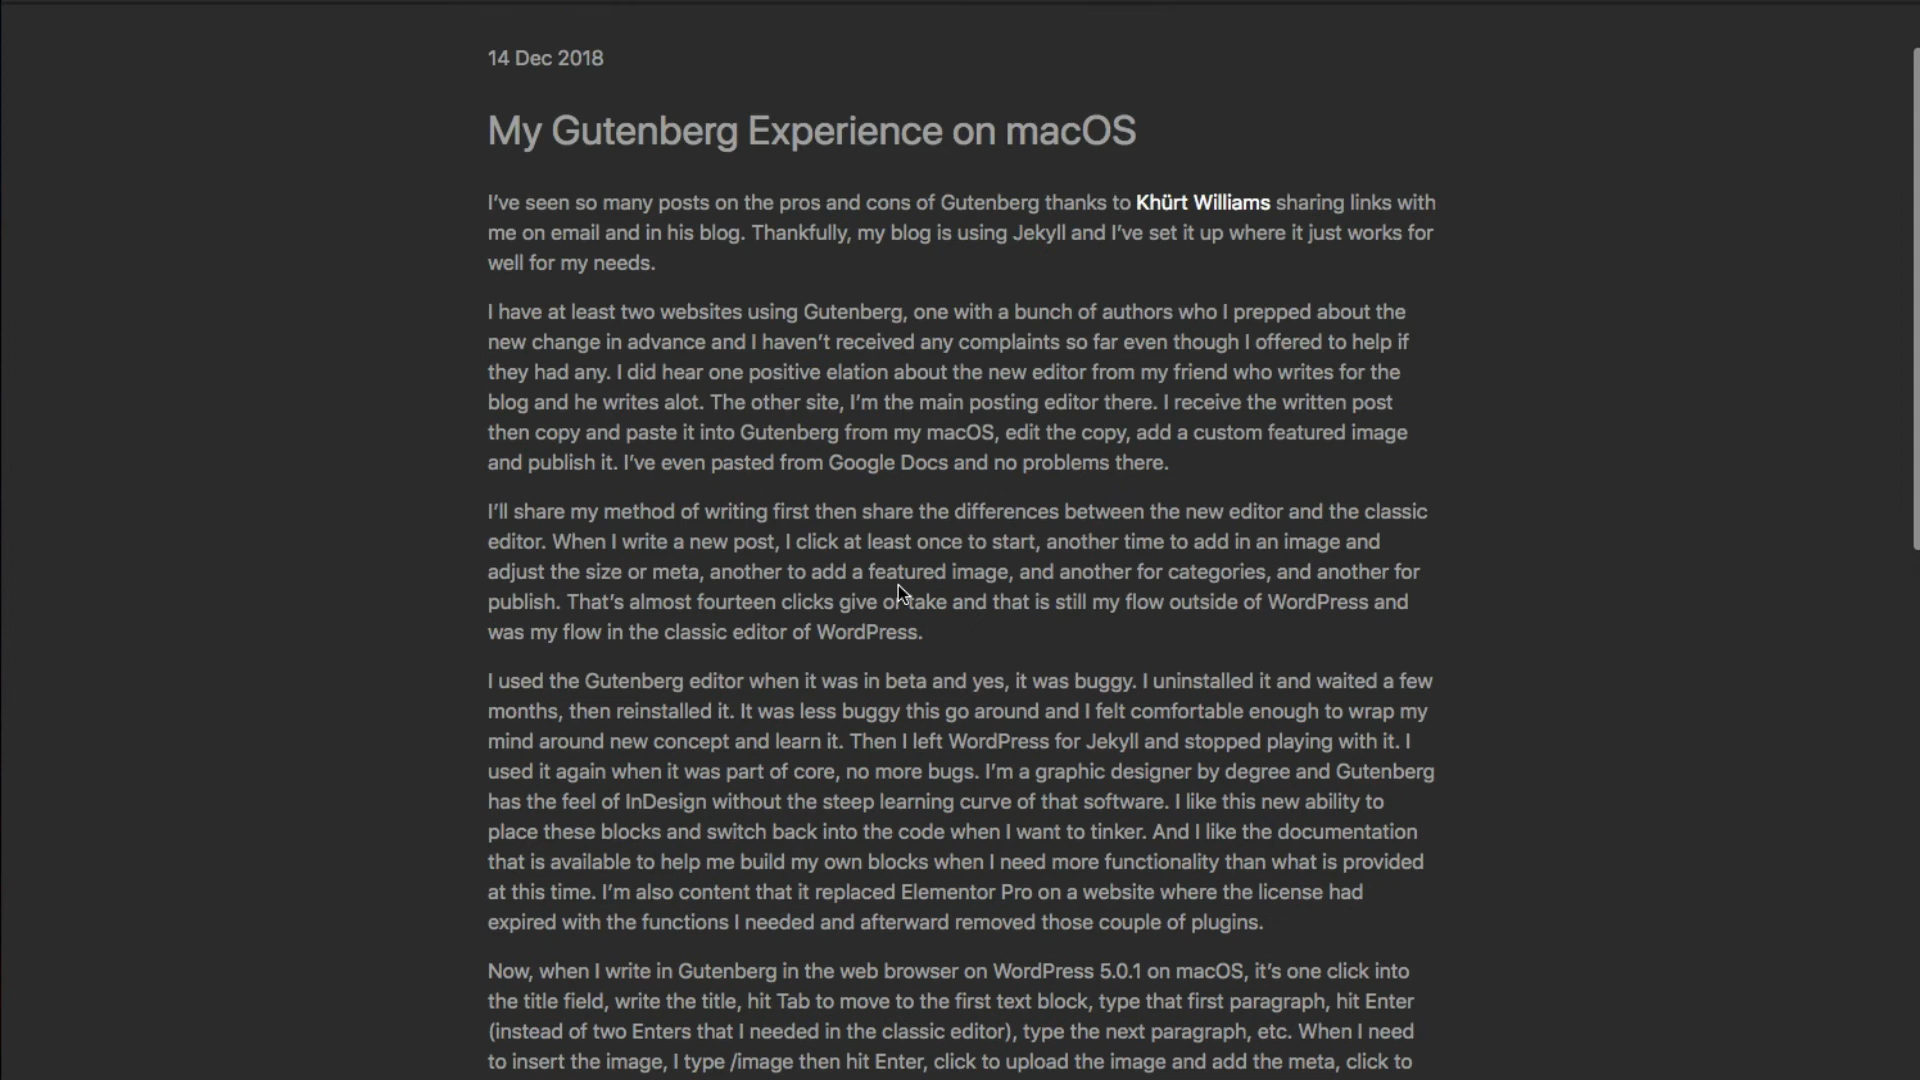 14 Dec 2018
My Gutenberg Experience on macOS
I’ve seen so many posts on the pros and cons of Gutenberg thanks to Khürt Williams sharing links with
me on email and in his blog. Thankfully, my blog is using Jekyll and I’ve set it up where it just works for
well for my needs.
I have at least two websites using Gutenberg, one with a bunch of authors who I prepped about the
new change in advance and I haven’t received any complaints so far even though I offered to help if
they had any. I did hear one positive elation about the new editor from my friend who writes for the
blog and he writes alot. The other site, I’m the main posting editor there. I receive the written post
then copy and paste it into Gutenberg from my macOS, edit the copy, add a custom featured image
and publish it. I’ve even pasted from Google Docs and no problems there.
I’ll share my method of writing first then share the differences between the new editor and the classic
editor. When I write a new post, I click at least once to start, another time to add in an image and
adjust the size or meta, another to add a featured image, and another for categories, and another for
publish. That’s almost fourteen clicks give or take and that is still my flow outside of WordPress and
was my flow in the classic editor of WordPress.
I used the Gutenberg editor when it was in beta and yes, it was buggy. I uninstalled it and waited a few
months, then reinstalled it. It was less buggy this go around and I felt comfortable enough to wrap my
mind around new concept and learn it. Then I left WordPress for Jekyll and stopped playing with it. I
used it again when it was part of core, no more bugs. I’m a graphic designer by degree and Gutenberg
has the feel of InDesign without the steep learning curve of that software. I like this new ability to
place these blocks and switch back into the code when I want to tinker. And I like the documentation
that is available to help me build my own blocks when I need more functionality than what is provided
at this time. I’m also content that it replaced Elementor Pro on a website where the license had
expired with the functions I needed and afterward removed those couple of plugins.
Now, when I write in Gutenberg in the web browser on WordPress 5.0.1 on macOS, it’s one click into
the title field, write the title, hit Tab to move to the first text block, type that first paragraph, hit Enter
(instead of two Enters that I needed in the classic editor), type the next paragraph, etc. When I need
to insert the image, I type /image then hit Enter, click to upload the image and add the meta, click to